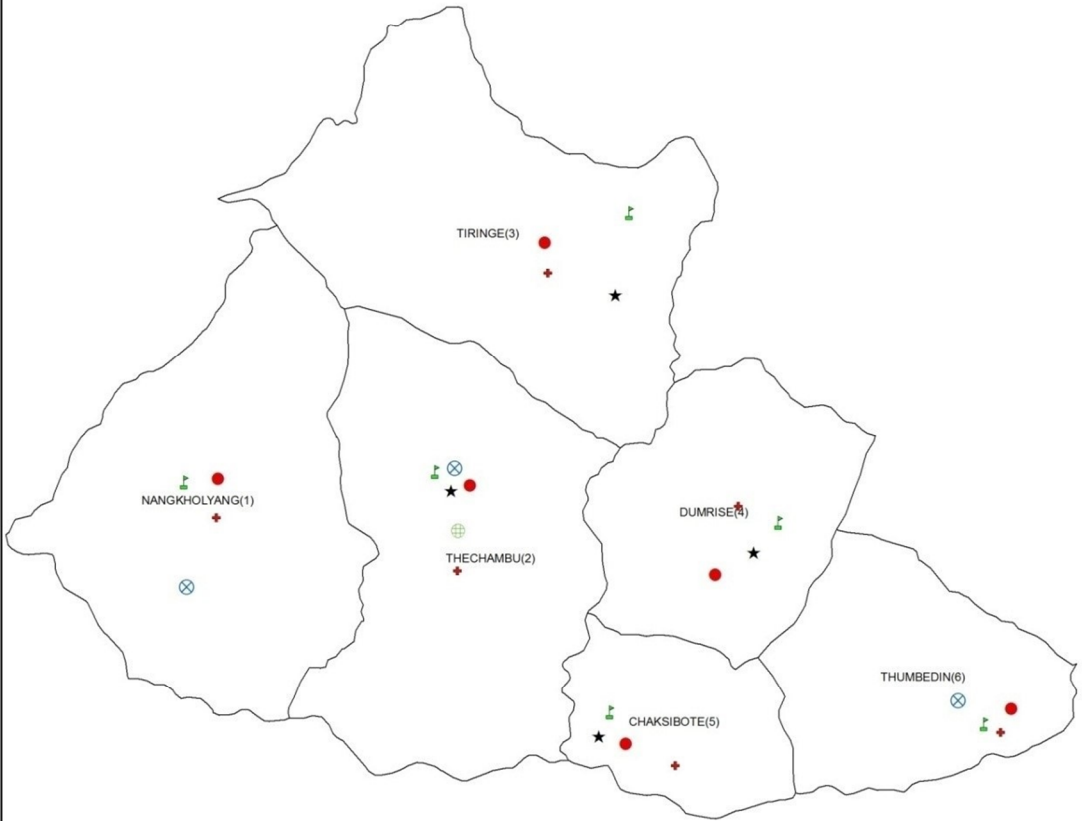 TIRINGE(3)
NANGKHOLYANG(1)
THECHAMBU(2)
DUMRISE(4)
THUMBEDIN(6)
CHAKSIBOTE(5)